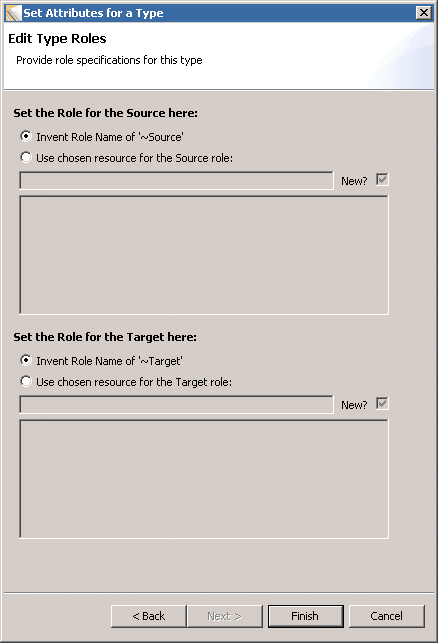 Set Attributes for a Type
Edit Type Roles
Provide role specifications for this type
Set the Role for the Source here:
Invent Role Name of '~Source'
Use chosen resource for the Source role:
New?
Set the Role for the Target here:
Invent Role Name of '~Target'
Use chosen resource for the Target role:
New?
< Back Next > Finish Cancel